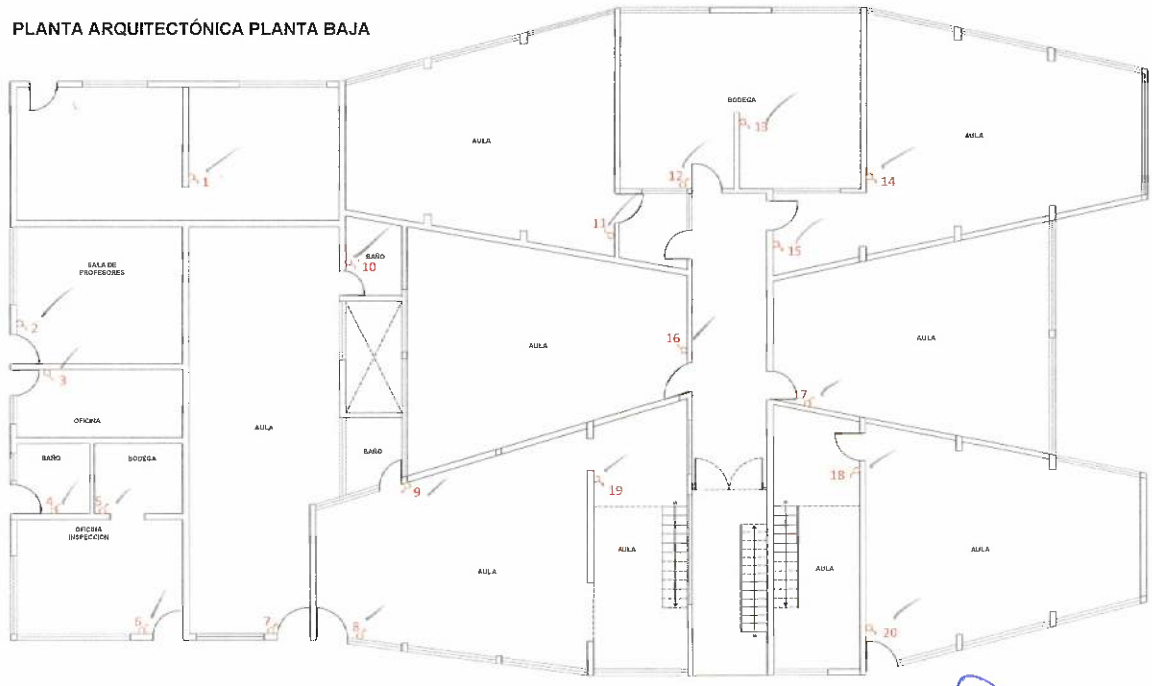 PLANTA ARQUITECTÓNICA PLANTA BAJA
BODEGA
13
AULA
AULA
12
14
1
11
15
SALA DE
PROFESORES
BAÑO
10
2
16
AULA
AULA
3
17
OFICINA
AULA
BAÑO
BODEGA
BAÑO
18
9
19
4
5
OFICINA
INSPECCION
AULA
AULA
AULA
AULA
6
7
8
20